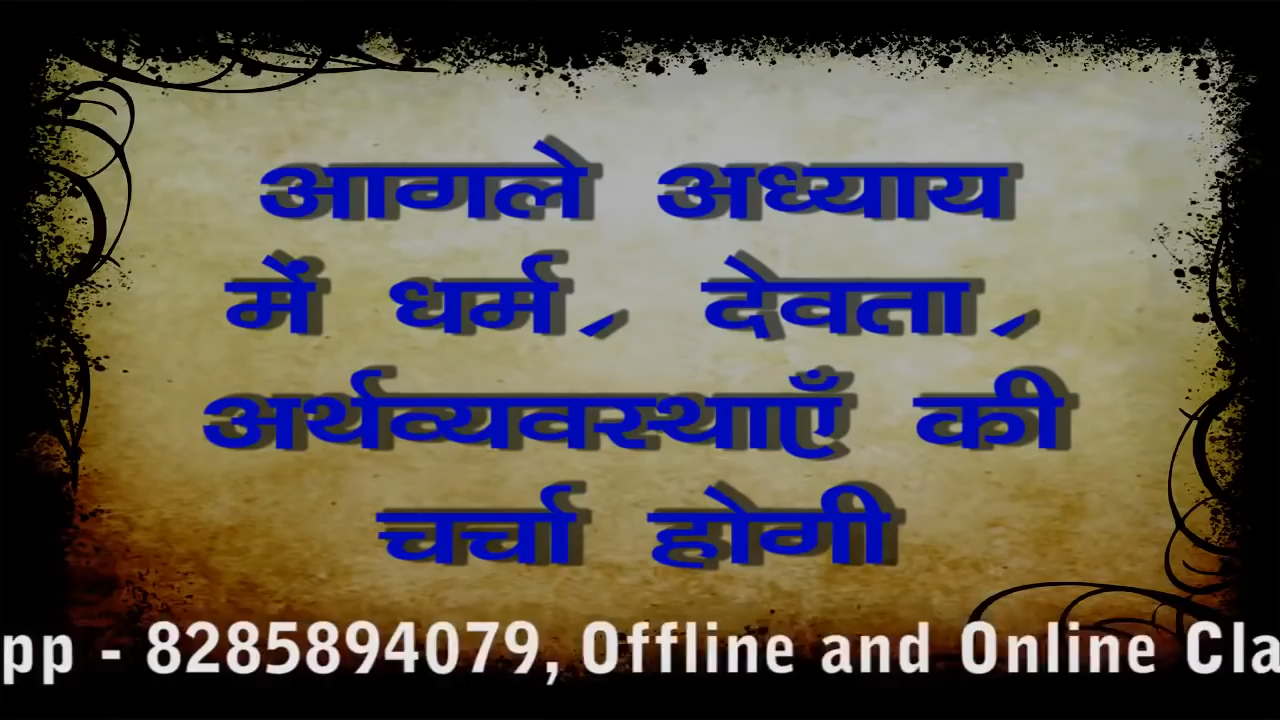 आगले अध्याय
में धर्म, देवता,
अर्थव्यवस्थाएँ की
चर्चा होगी
pp - 8285894079, Offline and Online Cla